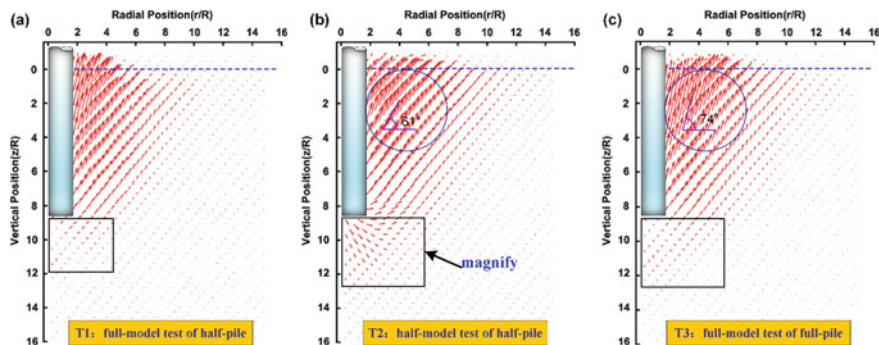 Radial Position(r/R)
Radial Position(r/R)
Radial Position(r/R)
(a) 0 2 4 6 8 10 12 14 16
(b) 0 2 4 6 8 10 12 14 16
(c) 0 2 4 6 8 10 12 14 16
Vertical Position(z/R)
0
2
4
6
8
10
12
14
16
T1: full-model test of half-pile
Vertical Position(z/R)
0
2
4
6
8
10
12
14
16
61°
magnify
T2: half-model test of half-pile
Vertical Position(z/R)
0
2
4
6
8
10
12
14
16
74°
T3: full-model test of full-pile